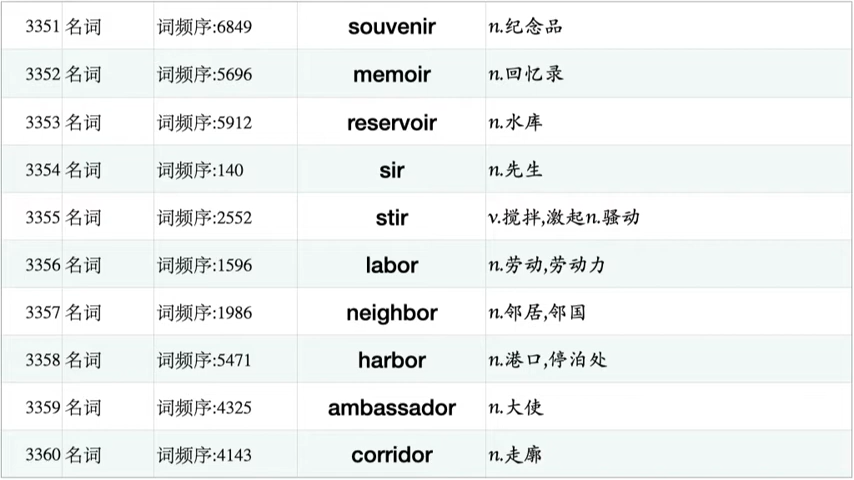 3351 名词 词频序:6849 souvenir n.纪念品
3352 名词 词频序:5696 memoir n.回忆录
3353 名词 词频序:5912 reservoir n.水库
3354 名词 词频序:140 sir n.先生
3355 名词 词频序:2552 stir v.搅拌,激起n.骚动
3356 名词 词频序:1596 labor n.劳动,劳动力
3357 名词 词频序:1986 neighbor n.邻居,邻国
3358 名词 词频序:5471 harbor n.港口,停泊处
3359 名词 词频序:4325 ambassador n.大使
3360 名词 词频序:4143 corridor n.走廊